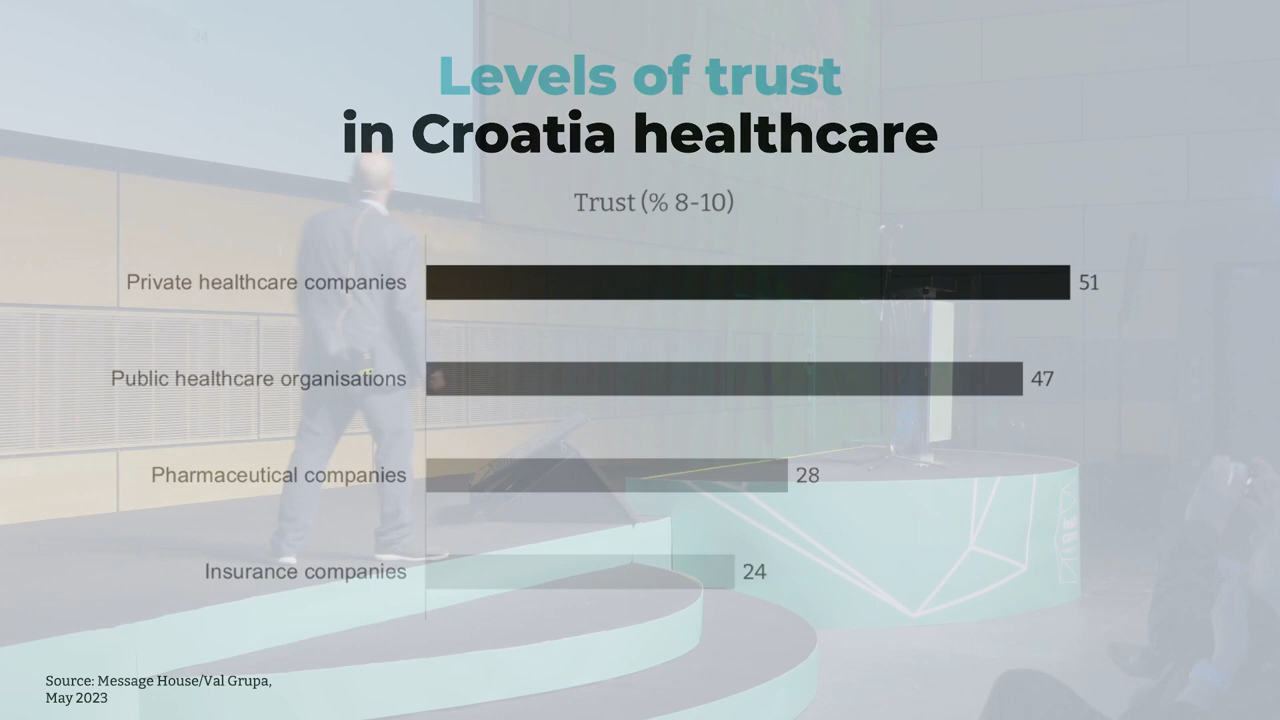 Levels of trust
in Croatia healthcare
Trust (% 8-10)
Private healthcare companies 51
Public healthcare organisations 47
Pharmaceutical companies 28
Insurance companies 24
Source: Message House/Val Grupa,
May 2023